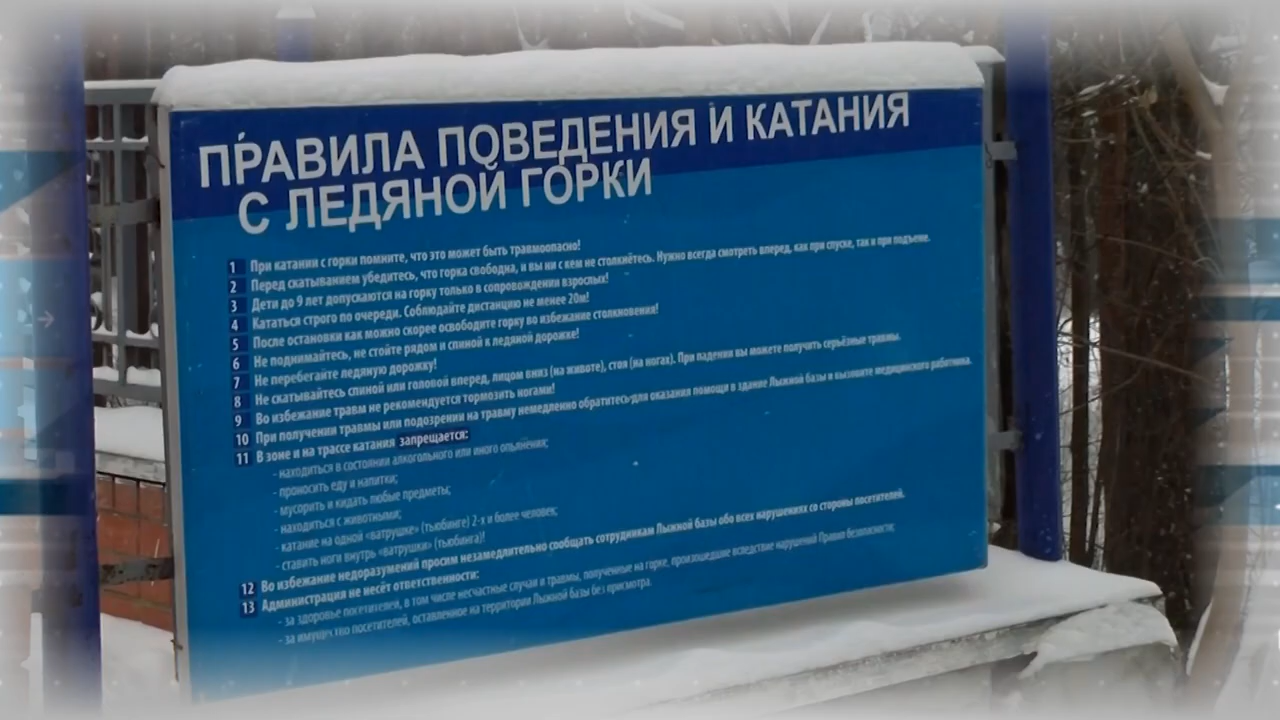 ПРАВИЛА ПОВЕДЕНИЯ И КАТАНИЯ
С ЛЕДЯНОЙ ГОРКИ
1 При катании с горки помните, что это может быть травмоопасно!
2 Перед скатыванием убедитесь, что горка свободна, и вы ни с кем не столкнётесь. Нужно всегда смотреть вперед, как при спуске, так и при подъеме.
3 Дети до 9 лет допускаются на горку только в сопровождении взрослых!
4 Кататься строго по очереди. Соблюдайте дистанцию не менее 20м!
5 После остановки как можно скорее освободите горку во избежание столкновения!
6 Не поднимайтесь, не стойте рядом и спиной к ледяной дорожке!
7 Не перебегайте ледяную дорожку!
8 Не скатывайтесь спиной или головой вперед, лицом вниз (на животе), стоя (на ногах). При падении вы можете получить серьёзные травмы.
9 Во избежание травм не рекомендуется тормозить ногами!
10 При получении травмы или подозрении на травму немедленно обратитесь для оказания помощи в здание Лыжной базы и вызовите медицинского работника.
11 В зоне и на трассе катания запрещается:
- находиться в состоянии алкогольного или иного опьянения;
- проносить еду и напитки;
- мусорить и кидать любые предметы;
- находиться с животными;
- катание на одной «ватрушке» (тьюбинге) 2-х и более человек;
- ставить ноги внутрь «ватрушки» (тьюбинга)!
12 Во избежание недоразумений просим незамедлительно сообщать сотрудникам Лыжной базы обо всех нарушениях со стороны посетителей.
13 Администрация не несёт ответственности:
- за здоровье посетителей, в том числе несчастные случаи и травмы, полученные на горке, произошедшие вследствие нарушений Правил безопасности;
- за имущество посетителей, оставленное на территории Лыжной базы без присмотра.